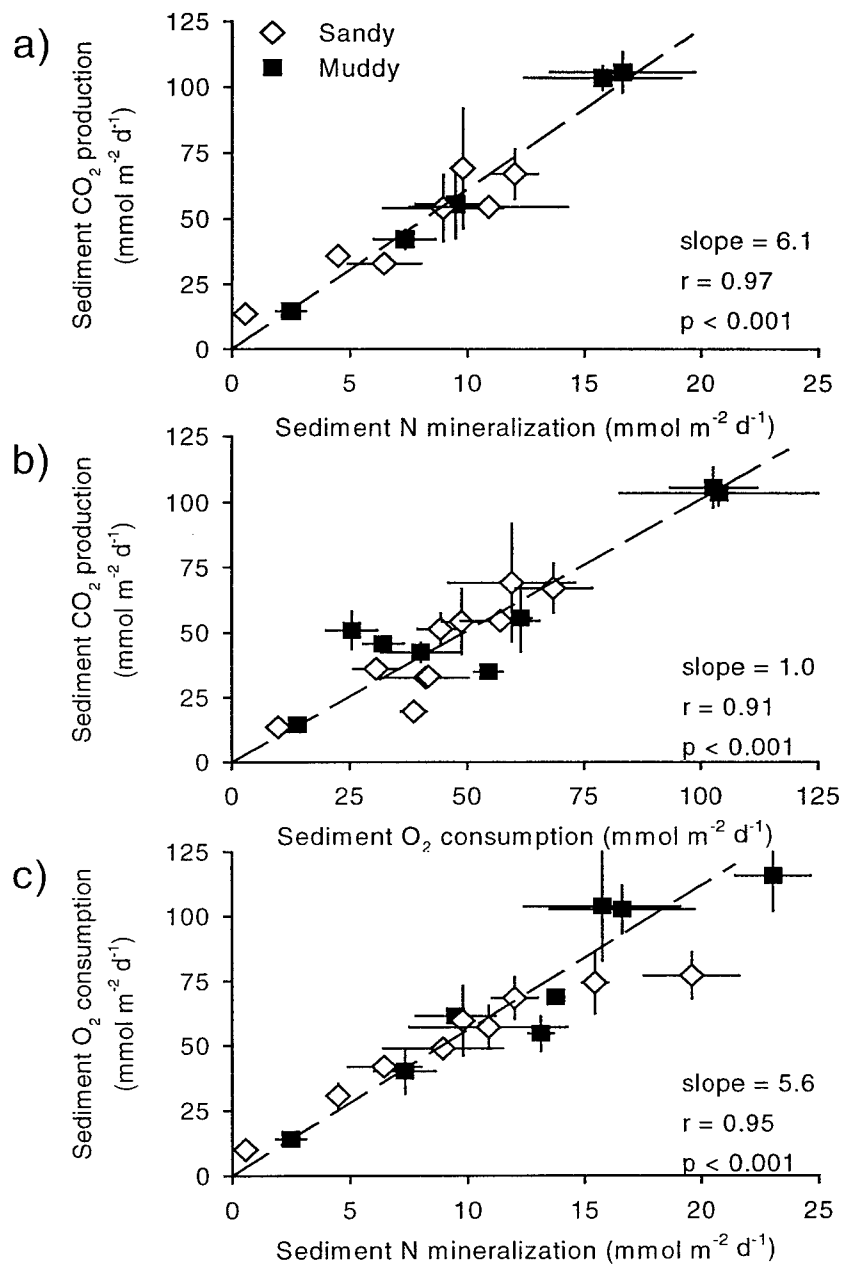 a)
Sediment CO2 production
(mmol m-2 d-1)
125
100
75
50
25
0
Sandy
Muddy
slope = 6.1
r = 0.97
p < 0.001
0 5 10 15 20 25
Sediment N mineralization (mmol m-2 d-1)
b)
Sediment CO2 production
(mmol m-2 d-1)
125
100
75
50
25
0
slope = 1.0
r = 0.91
p < 0.001
0 25 50 75 100 125
Sediment O2 consumption (mmol m-2 d-1)
c)
Sediment O2 consumption
(mmol m-2 d-1)
125
100
75
50
25
0
slope = 5.6
r = 0.95
p < 0.001
0 5 10 15 20 25
Sediment N mineralization (mmol m-2 d-1)